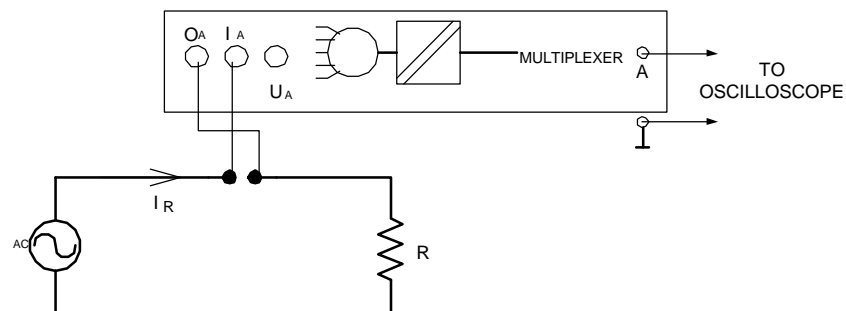 OA IA
UA
MULTIPLEXER
A
TO
OSCILLOSCOPE
IR
AC
R